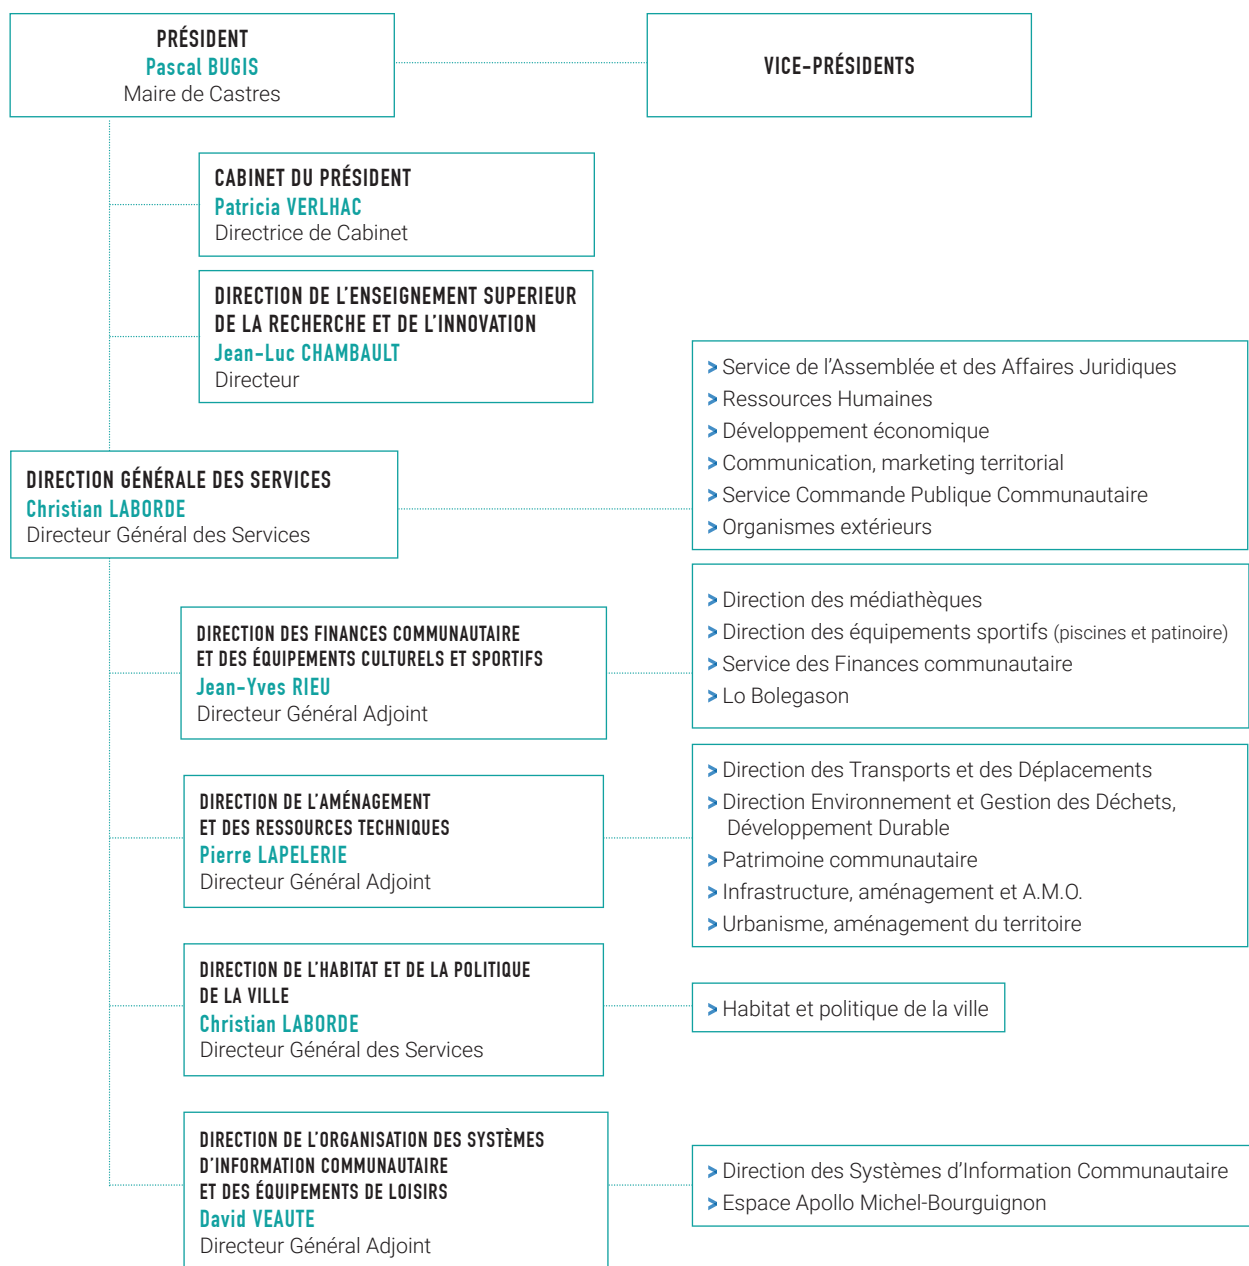 PRÉSIDENT
Pascal BUGIS
Maire de Castres
VICE-PRÉSIDENTS
CABINET DU PRÉSIDENT
Patricia VERLHAC
Directrice de Cabinet
DIRECTION DE L'ENSEIGNEMENT SUPERIEUR
DE LA RECHERCHE ET DE L'INNOVATION
Jean-Luc CHAMBAULT
Directeur
DIRECTION GÉNÉRALE DES SERVICES
Christian LABORDE
Directeur Général des Services
> Service de l'Assemblée et des Affaires Juridiques
> Ressources Humaines
> Développement économique
> Communication, marketing territorial
> Service Commande Publique Communautaire
> Organismes extérieurs
DIRECTION DES FINANCES COMMUNAUTAIRE
ET DES ÉQUIPEMENTS CULTURELS ET SPORTIFS
Jean-Yves RIEU
Directeur Général Adjoint
> Direction des médiathèques
> Direction des équipements sportifs (piscines et patinoire)
> Service des Finances communautaire
> Lo Bolegason
DIRECTION DE L'AMÉNAGEMENT
ET DES RESSOURCES TECHNIQUES
Pierre LAPELERIE
Directeur Général Adjoint
> Direction des Transports et des Déplacements
> Direction Environnement et Gestion des Déchets,
Développement Durable
> Patrimoine communautaire
> Infrastructure, aménagement et A.M.O.
> Urbanisme, aménagement du territoire
DIRECTION DE L'HABITAT ET DE LA POLITIQUE
DE LA VILLE
Christian LABORDE
Directeur Général des Services
> Habitat et politique de la ville
DIRECTION DE L'ORGANISATION DES SYSTÈMES
D'INFORMATION COMMUNAUTAIRE
ET DES ÉQUIPEMENTS DE LOISIRS
David VEAUTE
Directeur Général Adjoint
> Direction des Systèmes d'Information Communautaire
> Espace Apollo Michel-Bourguignon